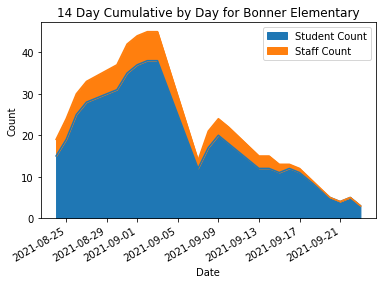 14 Day Cumulative by Day for Bonner Elementary
Student Count
Staff Count
Count
40
30
20
10
0
2021-08-25
2021-08-29
2021-09-01
2021-09-05
2021-09-09
2021-09-13
2021-09-17
2021-09-21
Date